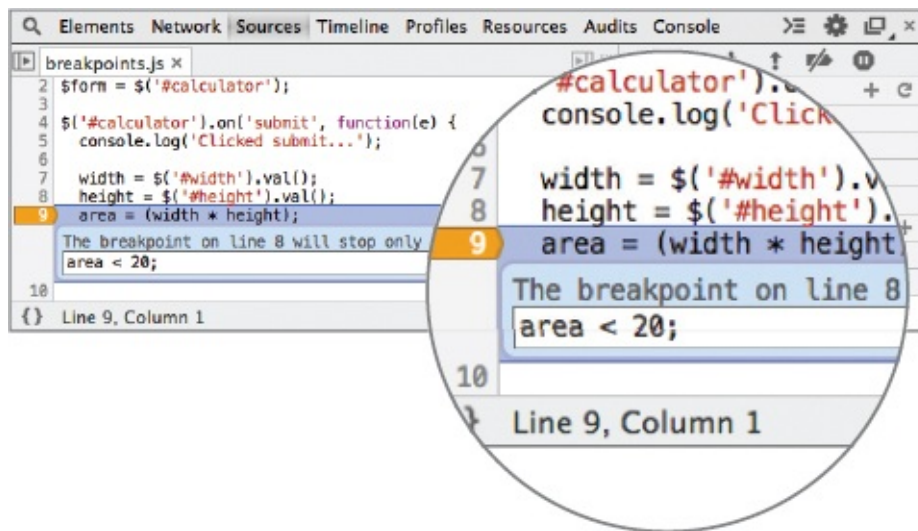 Elements Network Sources Timeline Profiles Resources Audits Console
breakpoints.js ×
2 $form = $('#calculator');
3
4 $('#calculator').on('submit', function(e) {
5 console.log('Clicked submit...');
6
7 width = $('#width').val();
8 height = $('#height').val();
9 area = (width * height);
The breakpoint on line 8 will stop only
area < 20;
10
{} Line 9, Column 1
#calculator').
console.log('Click
6
7 width = $('#width').v
8 height = $('#height').
9 area = (width * height
The breakpoint on line 8
area < 20;
10
} Line 9, Column 1